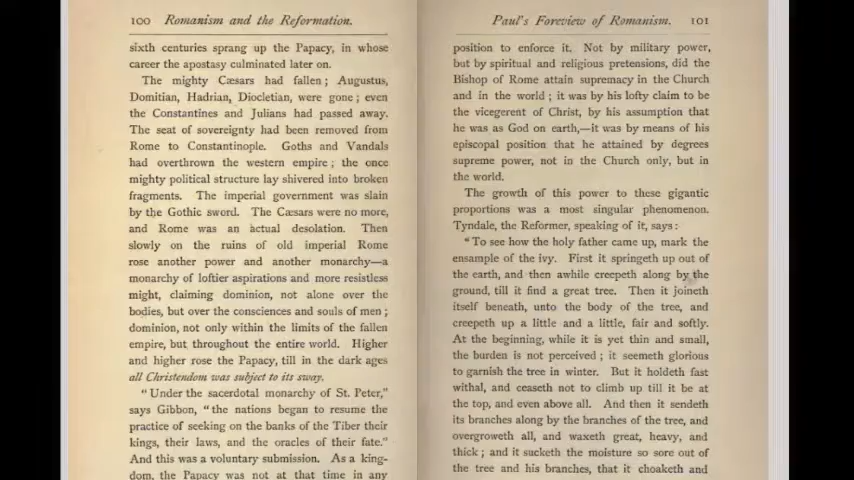 100 Romanism and the Reformation.
sixth centuries sprang up the Papacy, in whose
career the apostasy culminated later on.
The mighty Cæsars had fallen ; Augustus,
Domitian, Hadrian, Diocletian, were gone ; even
the Constantines and Julians had passed away.
The seat of sovereignty had been removed from
Rome to Constantinople. Goths and Vandals
had overthrown the western empire ; the once
mighty political structure lay shivered into broken
fragments. The imperial government was slain
by the Gothic sword. The Cæsars were no more,
and Rome was an actual desolation. Then
slowly on the ruins of old imperial Rome
rose another power and another monarchy—a
monarchy of loftier aspirations and more resistless
might, claiming dominion, not alone over the
bodies, but over the consciences and souls of men ;
dominion, not only within the limits of the fallen
empire, but throughout the entire world. Higher
and higher rose the Papacy, till in the dark ages
all Christendom was subject to its sway.
“Under the sacerdotal monarchy of St. Peter,”
says Gibbon, “the nations began to resume the
practice of seeking on the banks of the Tiber their
kings, their laws, and the oracles of their fate.”
And this was a voluntary submission. As a king-
dom, the Papacy was not at that time in any
Paul's Foreview of Romanism. 101
position to enforce it. Not by military power,
but by spiritual and religious pretensions, did the
Bishop of Rome attain supremacy in the Church
and in the world ; it was by his lofty claim to be
the vicegerent of Christ, by his assumption that
he was as God on earth,—it was by means of his
episcopal position that he attained by degrees
supreme power, not in the Church only, but in
the world.
The growth of this power to these gigantic
proportions was a most singular phenomenon.
Tyndale, the Reformer, speaking of it, says :
“To see how the holy father came up, mark the
ensample of the ivy. First it springeth up out of
the earth, and then awhile creepeth along by the
ground, till it find a great tree. Then it joineth
itself beneath, unto the body of the tree, and
creepeth up a little and a little, fair and softly.
At the beginning, while it is yet thin and small,
the burden is not perceived ; it seemeth glorious
to garnish the tree in winter. But it holdeth fast
withal, and ceaseth not to climb up till it be at
the top, and even above all. And then it sendeth
its branches along by the branches of the tree, and
overgroweth all, and waxeth great, heavy, and
thick ; and it sucketh the moisture so sore out of
the tree and his branches, that it choaketh and